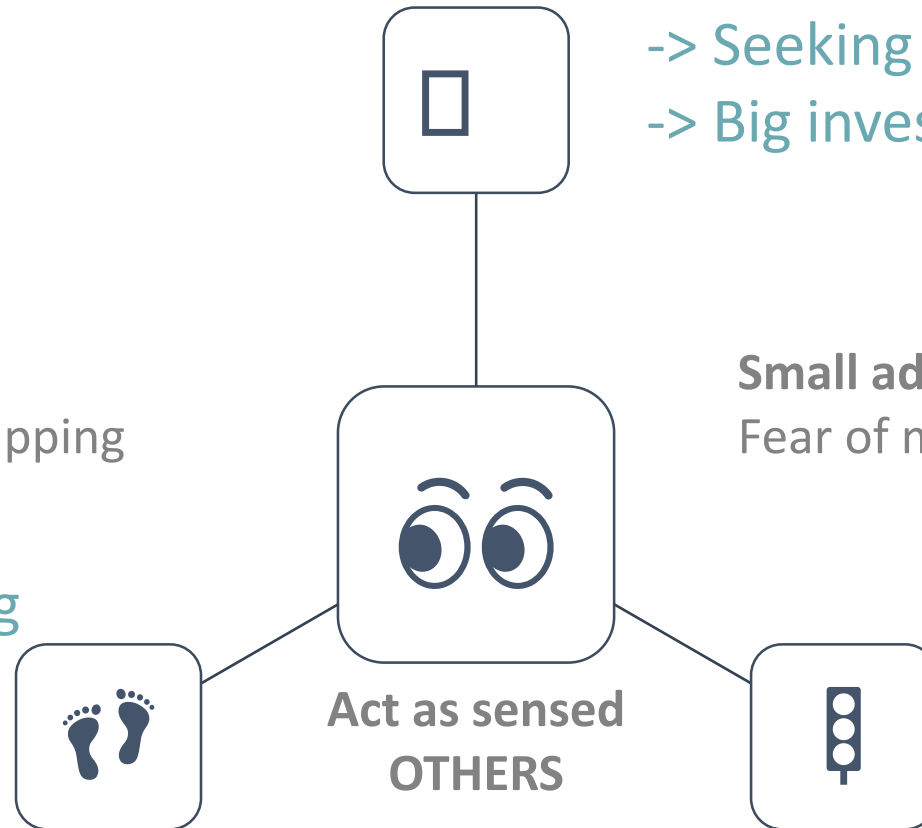 -> Seeking
-> Big inves
Small ad
Fear of n
pping
g
Act as sensed
OTHERS